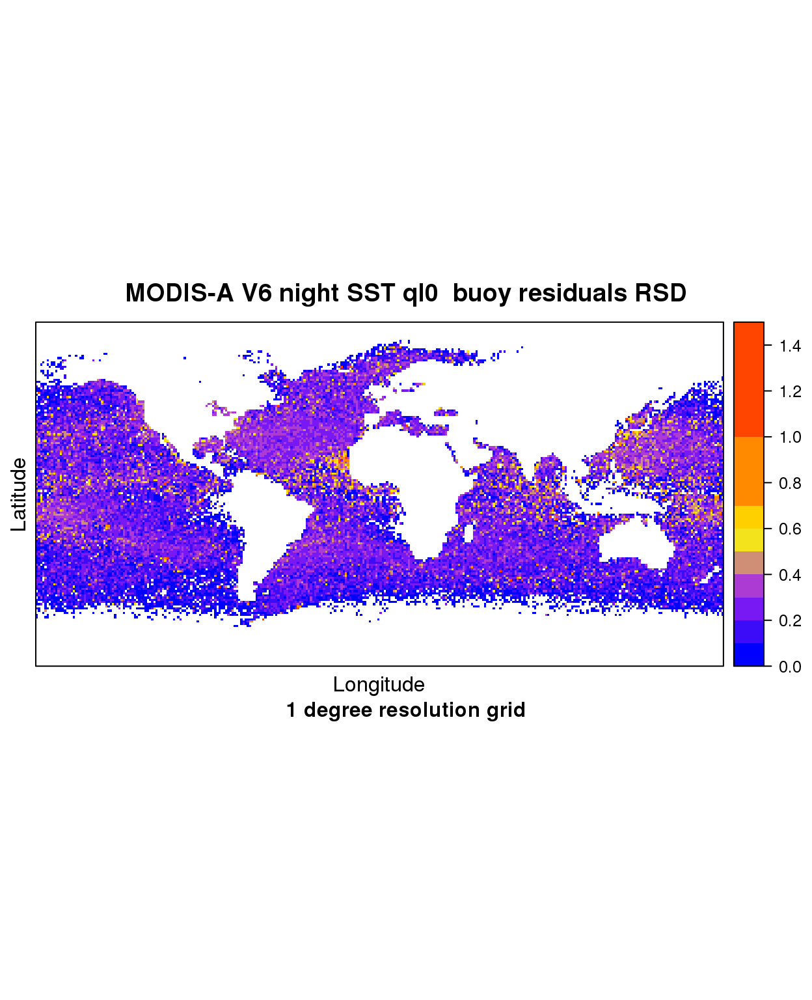 MODIS-A V6 night SST ql0  buoy residuals RSD
Latitude
1.4
1.2
1.0
0.8
0.6
0.4
0.2
0.0
Longitude
1 degree resolution grid